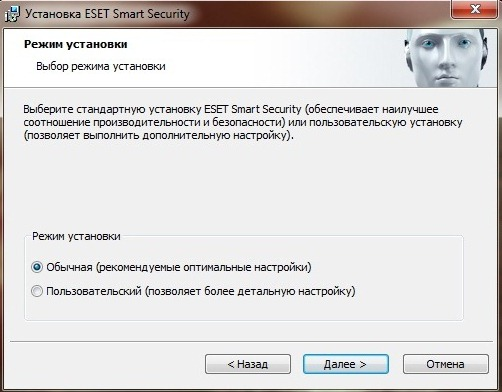 Установка ESET Smart Security
Режим установки
Выбор режима установки
Выберите стандартную установку ESET Smart Security (обеспечивает наилучшее
соотношение производительности и безопасности) или пользовательскую установку
(позволяет выполнить дополнительную настройку).
Режим установки
Обычная (рекомендуемые оптимальные настройки)
Пользовательский (позволяет более детальную настройку)
< Назад
Далее >
Отмена